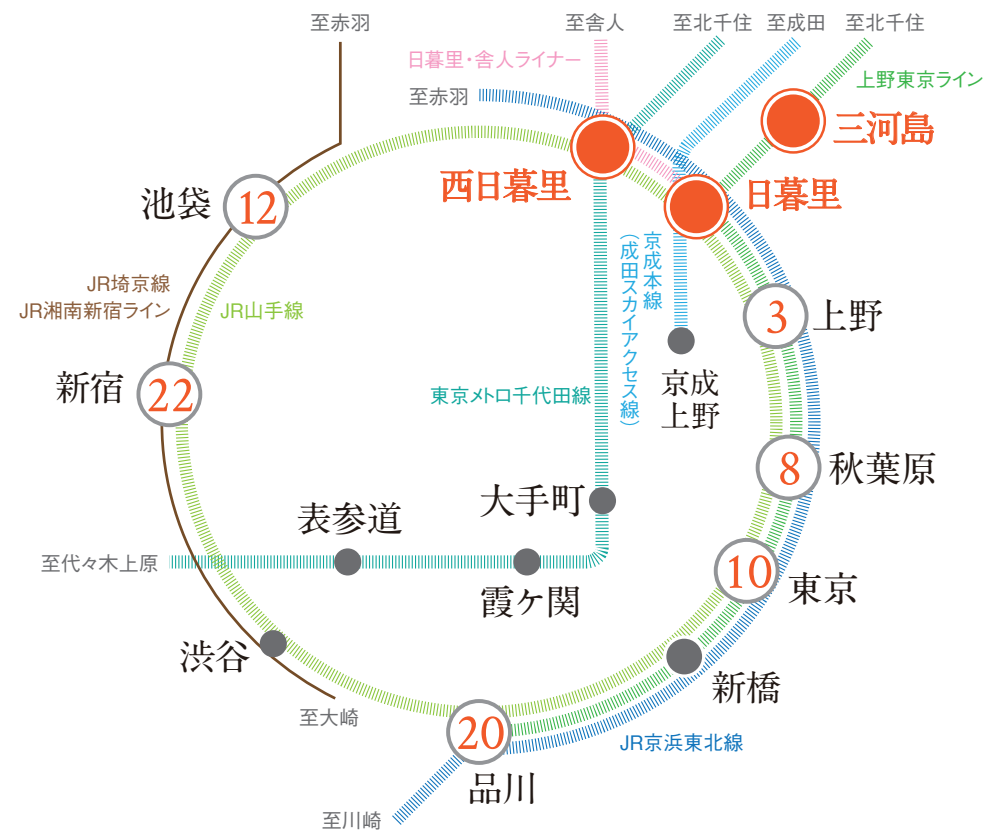 至赤羽
至舎人
至北千住
至成田
至北千住
日暮里・舎人ライナー
上野東京ライン
至赤羽
三河島
西日暮里
日暮里
池袋
12
京成本線
(成田スカイアクセス線)
JR埼京線
JR湘南新宿ライン
JR山手線
3
上野
新宿
22
東京メトロ千代田線
京成
上野
8
秋葉原
大手町
表参道
至代々木上原
霞ケ関
10
東京
渋谷
新橋
至大崎
20
JR京浜東北線
品川
至川崎